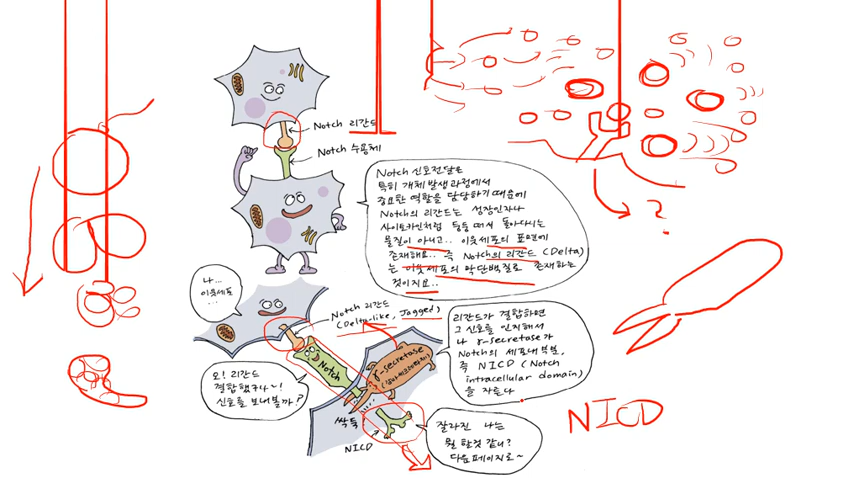 Notch 리간드
Notch 수용체
Notch 신호전달은
특히 개체 발생과정에서
중요한 역할을 담당하기 때문에
Notch의 리간드는 성장인자나
사이토카인처럼 둥둥 떠서 돌아다니는
물질이 아니고.. 이웃세포의 표면에
존재해요.. 즉 Notch의 리간드 (Delta)
는 이웃세포의 막단백질로 존재하는
것이지요..
나...
이웃세포
...
Notch 리간드
(Delta-like, Jagged)
오! 리간드
결합했구나~!
신호를 보내볼까?
Notch
γ-secretase
리간드가 결합하면
그 신호를 인지해서
나 γ-secretase가
Notch의 세포내부분,
즉 NICD (Notch
intracellular domain)
을 자른다
싹둑
NICD
잘라진 나는
뭘 할것 같니?
다음페이지로~
?
NICD